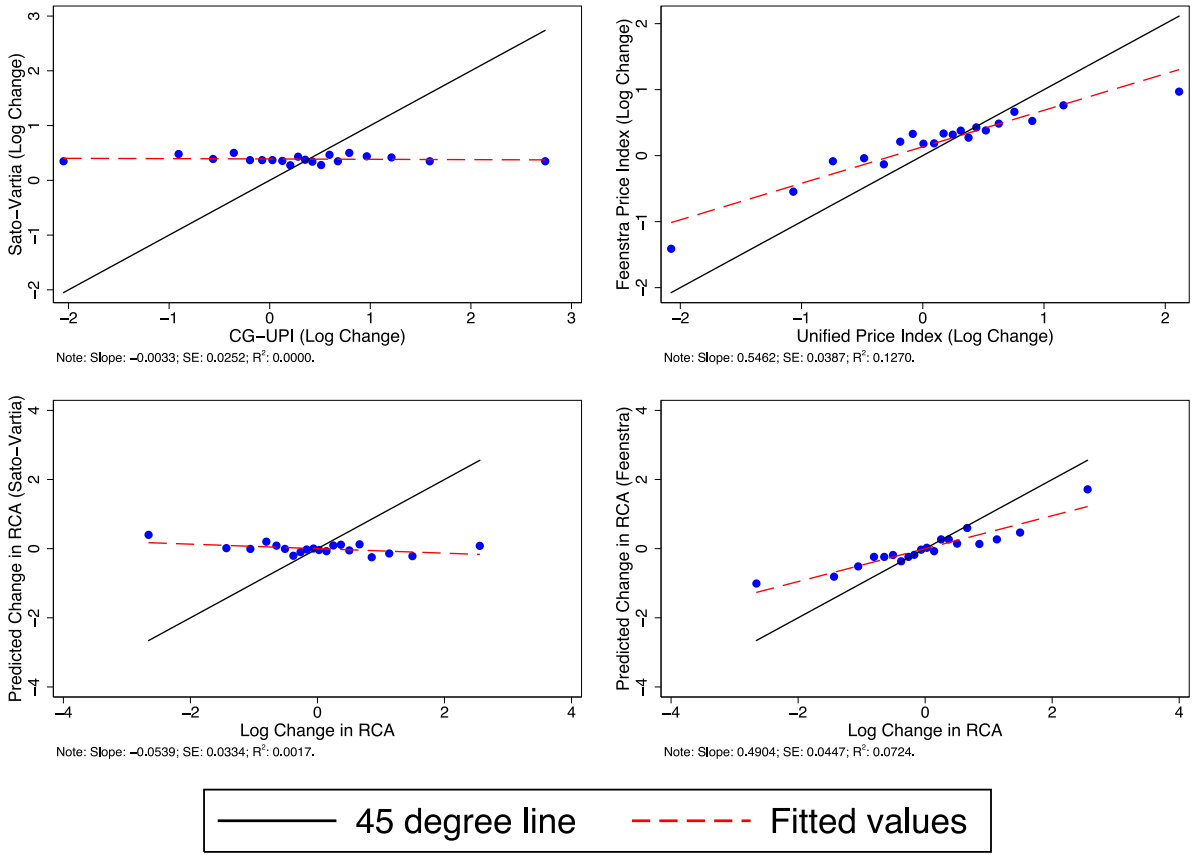 3
2
1
0
−1
−2
Sato−Vartia (Log Change)
−2 −1 0 1 2 3
CG−UPI (Log Change)
Note: Slope: −0.0033; SE: 0.0252; R²: 0.0000.
2
1
0
−1
−2
Feenstra Price Index (Log Change)
−2 −1 0 1 2
Unified Price Index (Log Change)
Note: Slope: 0.5462; SE: 0.0387; R²: 0.1270.
4
2
0
−2
−4
Predicted Change in RCA (Sato−Vartia)
−4 −2 0 2 4
Log Change in RCA
Note: Slope: −0.0539; SE: 0.0334; R²: 0.0017.
4
2
0
−2
−4
Predicted Change in RCA (Feenstra)
−4 −2 0 2 4
Log Change in RCA
Note: Slope: 0.4904; SE: 0.0447; R²: 0.0724.
45 degree line Fitted values